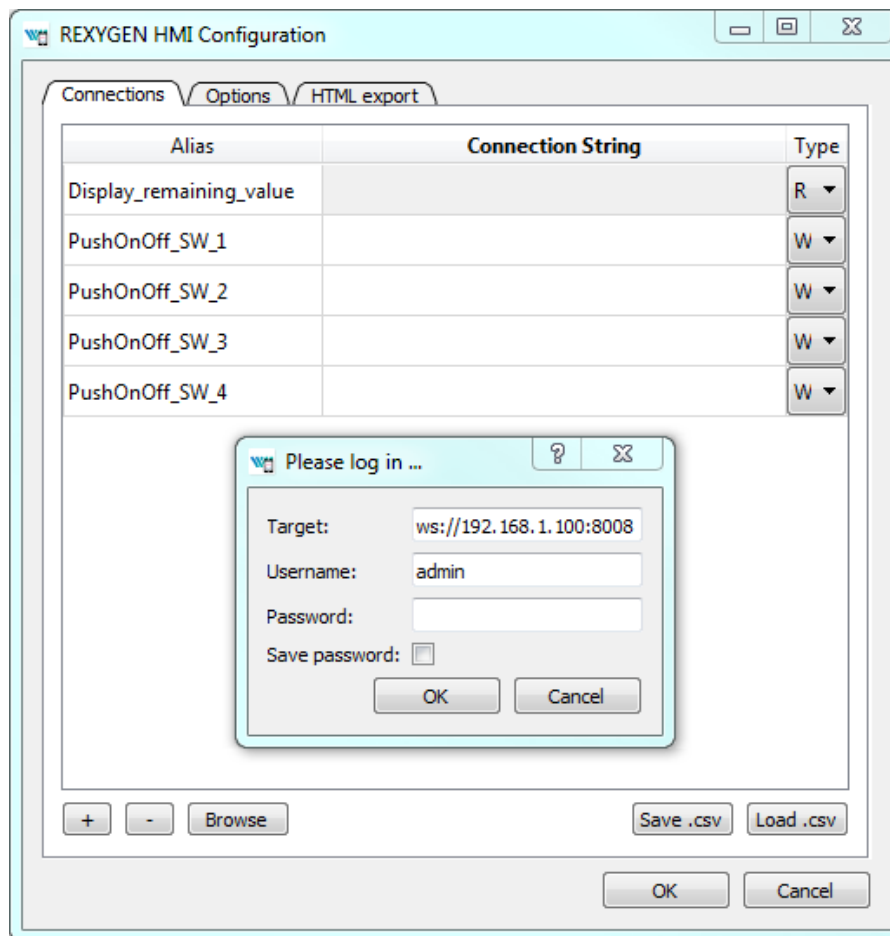 REXYGEN HMI Configuration
Connections Options HTML export
Alias Connection String Type
Display_remaining_value R
PushOnOff_SW_1 W
PushOnOff_SW_2 W
PushOnOff_SW_3 W
PushOnOff_SW_4 W
Please log in ...
Target: ws://192.168.1.100:8008
Username: admin
Password:
Save password:
OK Cancel
+ - Browse Save .csv Load .csv
OK Cancel